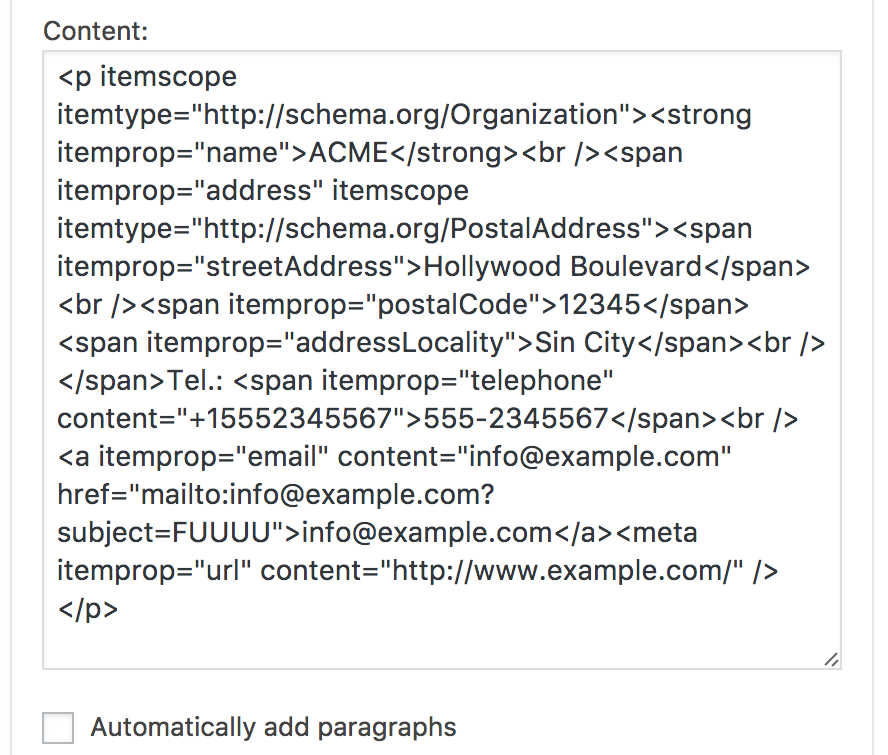 Content:
<p itemscope
itemtype="http://schema.org/Organization"><strong
itemprop="name">ACME</strong><br /><span
itemprop="address" itemscope
itemtype="http://schema.org/PostalAddress"><span
itemprop="streetAddress">Hollywood Boulevard</span>
<br /><span itemprop="postalCode">12345</span>
<span itemprop="addressLocality">Sin City</span><br />
</span>Tel.: <span itemprop="telephone"
content="+15552345567">555-2345567</span><br />
<a itemprop="email" content="info@example.com"
href="mailto:info@example.com?
subject=FUUUU">info@example.com</a><meta
itemprop="url" content="http://www.example.com/" />
</p>
Automatically add paragraphs